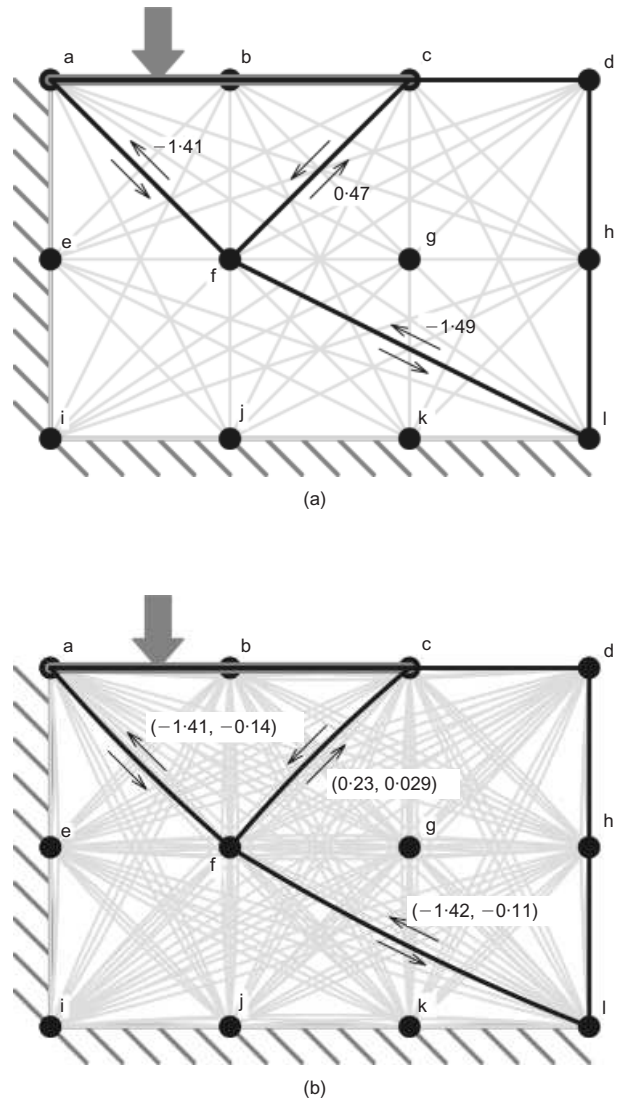 a
b
c
d
−1·41
0·47
e
f
g
h
−1·49
i
j
k
l
(a)
a
b
c
d
(−1·41, −0·14)
(0·23, 0·029)
e
f
g
h
(−1·42, −0·11)
i
j
k
l
(b)